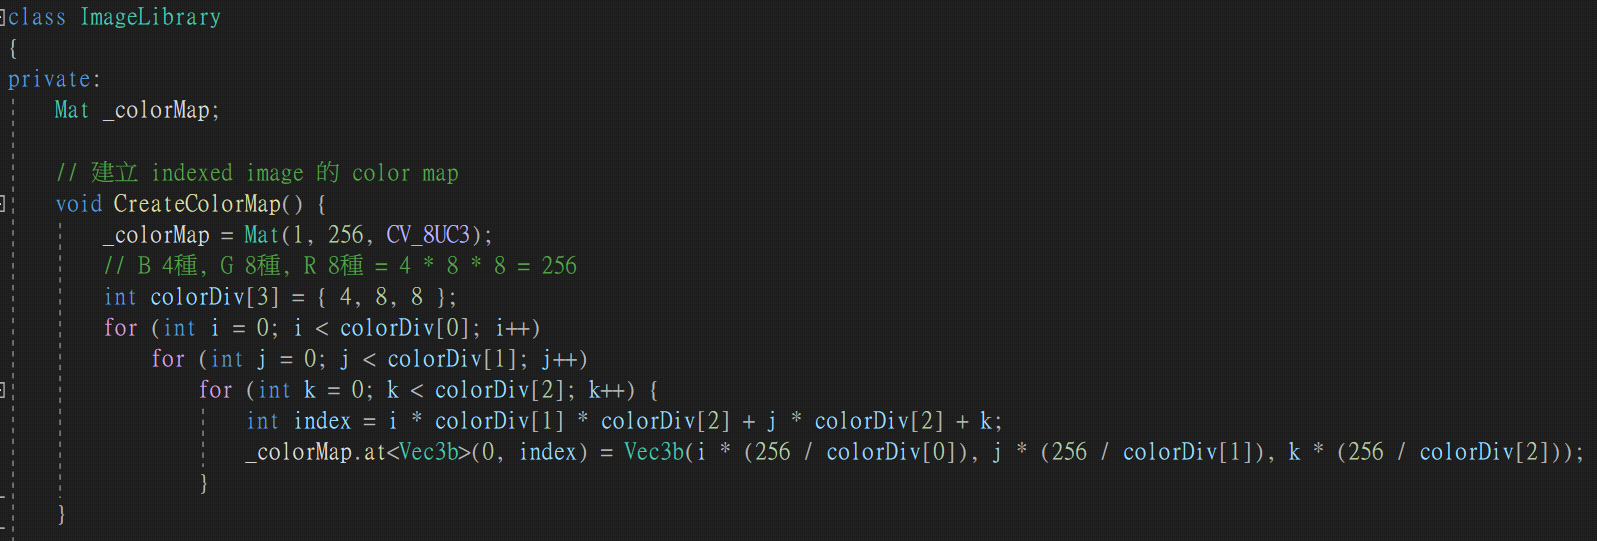 class ImageLibrary
{
private:
    Mat _colorMap;
    // 建立 indexed image 的 color map
    void CreateColorMap() {
        _colorMap = Mat(1, 256, CV_8UC3);
        // B 4種, G 8種, R 8種 = 4 * 8 * 8 = 256
        int colorDiv[3] = { 4, 8, 8 };
        for (int i = 0; i < colorDiv[0]; i++)
            for (int j = 0; j < colorDiv[1]; j++)
                for (int k = 0; k < colorDiv[2]; k++) {
                    int index = i * colorDiv[1] * colorDiv[2] + j * colorDiv[2] + k;
                    _colorMap.at<Vec3b>(0, index) = Vec3b(i * (256 / colorDiv[0]), j * (256 / colorDiv[1]), k * (256 / colorDiv[2]));
                }
    }